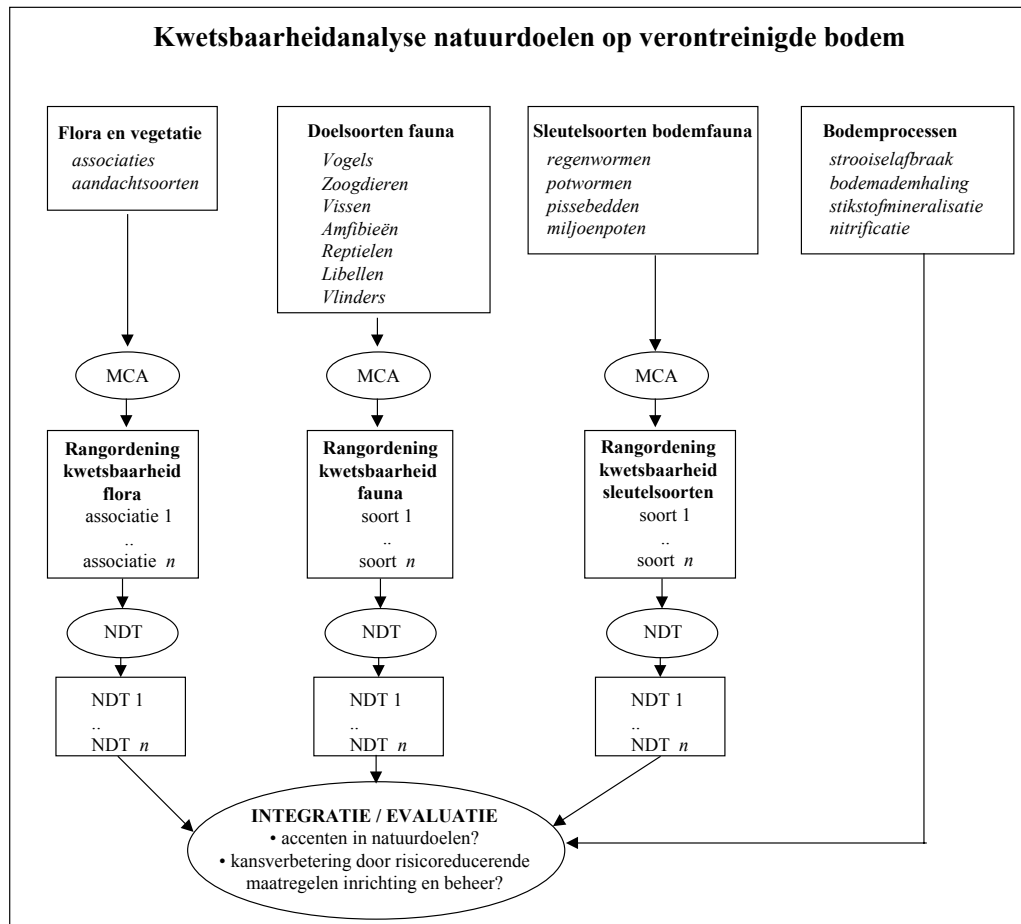 Kwetsbaarheidanalyse natuurdoelen op verontreinigde bodem
Flora en vegetatie
associaties
aandachtsoorten
Doelsoorten fauna
Vogels
Zoogdieren
Vissen
Amfibieën
Reptielen
Libellen
Vlinders
Sleutelsoorten bodemfauna
regenwormen
potwormen
pissebedden
miljoenpoten
Bodemprocessen
strooiselafbraak
bodemademhaling
stikstofmineralisatie
nitrificatie
MCA
MCA
MCA
Rangordening
kwetsbaarheid
flora
associatie 1
..
associatie n
Rangordening
kwetsbaarheid
fauna
soort 1
..
soort n
Rangordening
kwetsbaarheid
sleutelsoorten
soort 1
..
soort n
NDT
NDT
NDT
NDT 1
..
NDT n
NDT 1
..
NDT n
NDT 1
..
NDT n
INTEGRATIE / EVALUATIE
• accenten in natuurdoelen?
• kansverbetering door risicoreducerende
maatregelen inrichting en beheer?